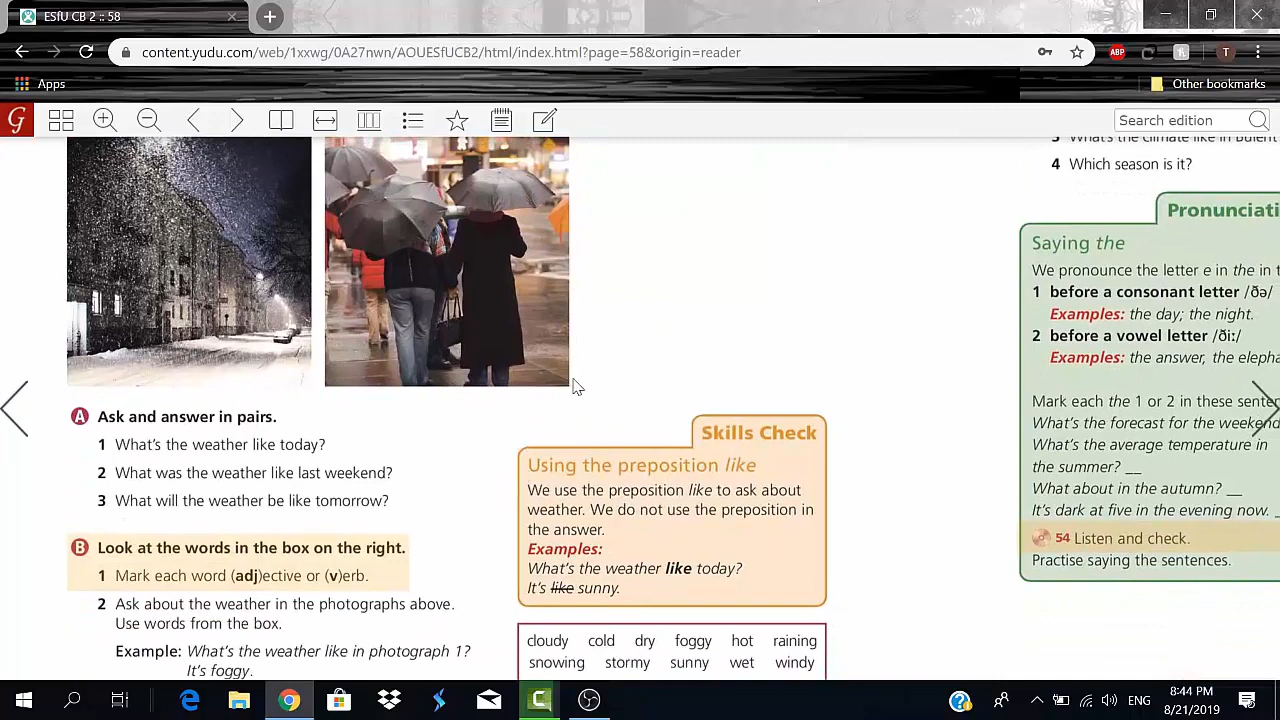 ESfU CB 2 :: 58
content.yudu.com/web/1xxwg/0A27nwn/AOUESfUCB2/html/index.html?page=58&origin=reader
ABP
T
Apps
Other bookmarks
G
Search edition
3 What's the climate like in Buen
4 Which season is it?
A Ask and answer in pairs.
1 What's the weather like today?
2 What was the weather like last weekend?
3 What will the weather be like tomorrow?
B Look at the words in the box on the right.
1 Mark each word (adj)ective or (v)erb.
2 Ask about the weather in the photographs above.
Use words from the box.
Example: What's the weather like in photograph 1?
It's foggy.
Skills Check
Using the preposition like
We use the preposition like to ask about
weather. We do not use the preposition in
the answer.
Examples:
What's the weather like today?
It's like sunny.
cloudy cold dry foggy hot raining
snowing stormy sunny wet windy
Pronunciati
Saying the
We pronounce the letter e in the in t
1 before a consonant letter /ðə/
Examples: the day; the night.
2 before a vowel letter /ðiː/
Examples: the answer, the elepha
Mark each the 1 or 2 in these senten
What's the forecast for the weekend
What's the average temperature in
the summer? __
What about in the autumn? __
It's dark at five in the evening now. _
54 Listen and check.
Practise saying the sentences.
ENG
8:44 PM
8/21/2019